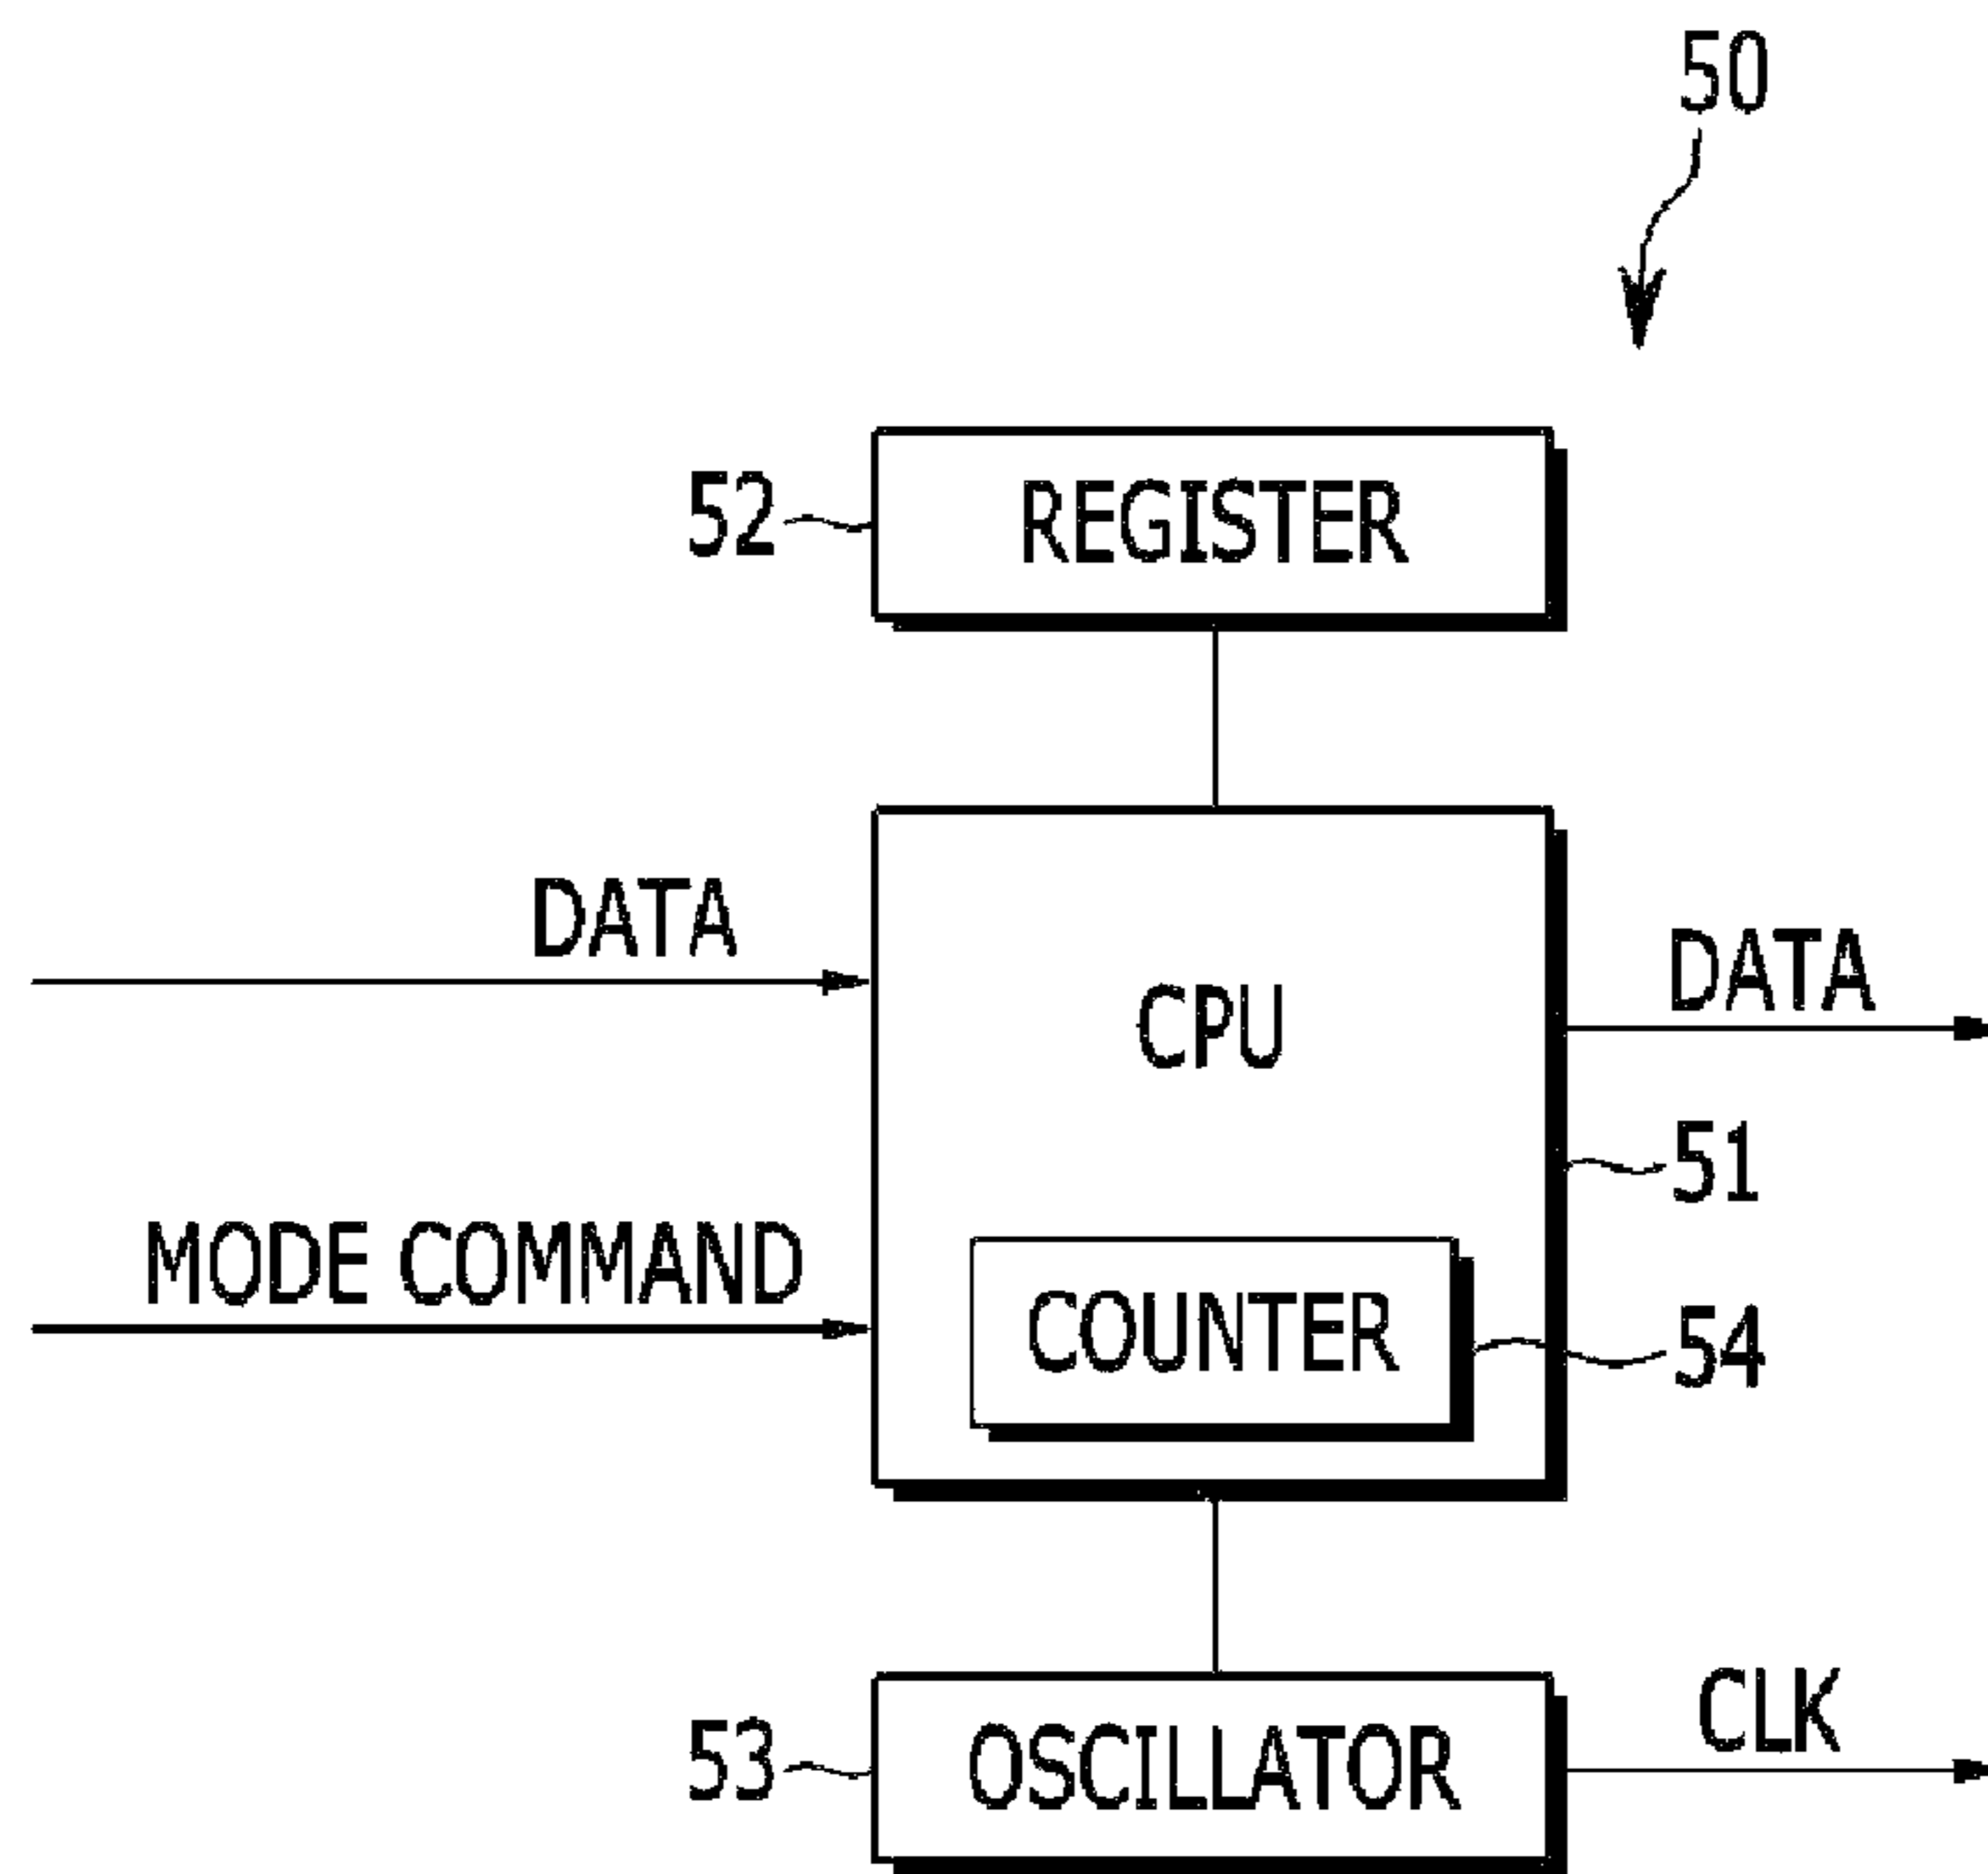 50
52
REGISTER
DATA
CPU
DATA
51
MODE COMMAND
COUNTER
54
CLK
53
OSCILLATOR